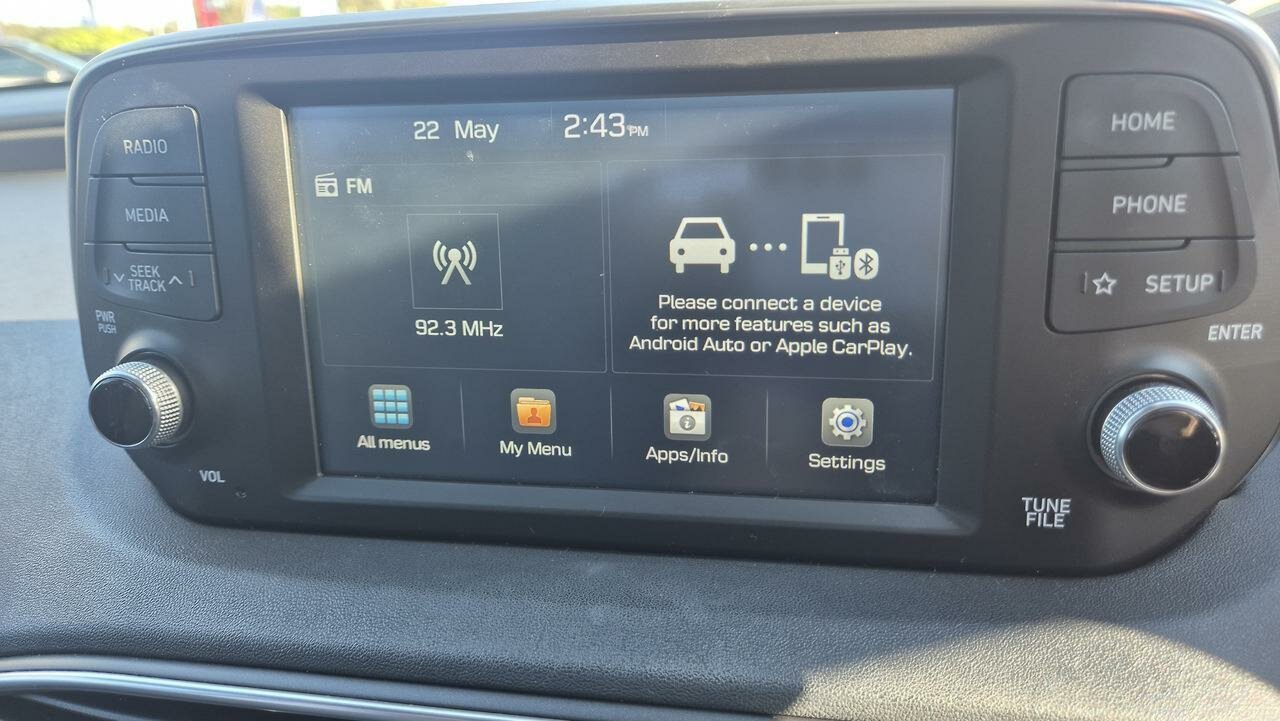 RADIO
MEDIA
SEEK
TRACK
PWR
PUSH
VOL
22 May
2:43PM
FM
92.3 MHz
Please connect a device
for more features such as
Android Auto or Apple CarPlay.
All menus
My Menu
Apps/Info
Settings
HOME
PHONE
SETUP
ENTER
TUNE
FILE